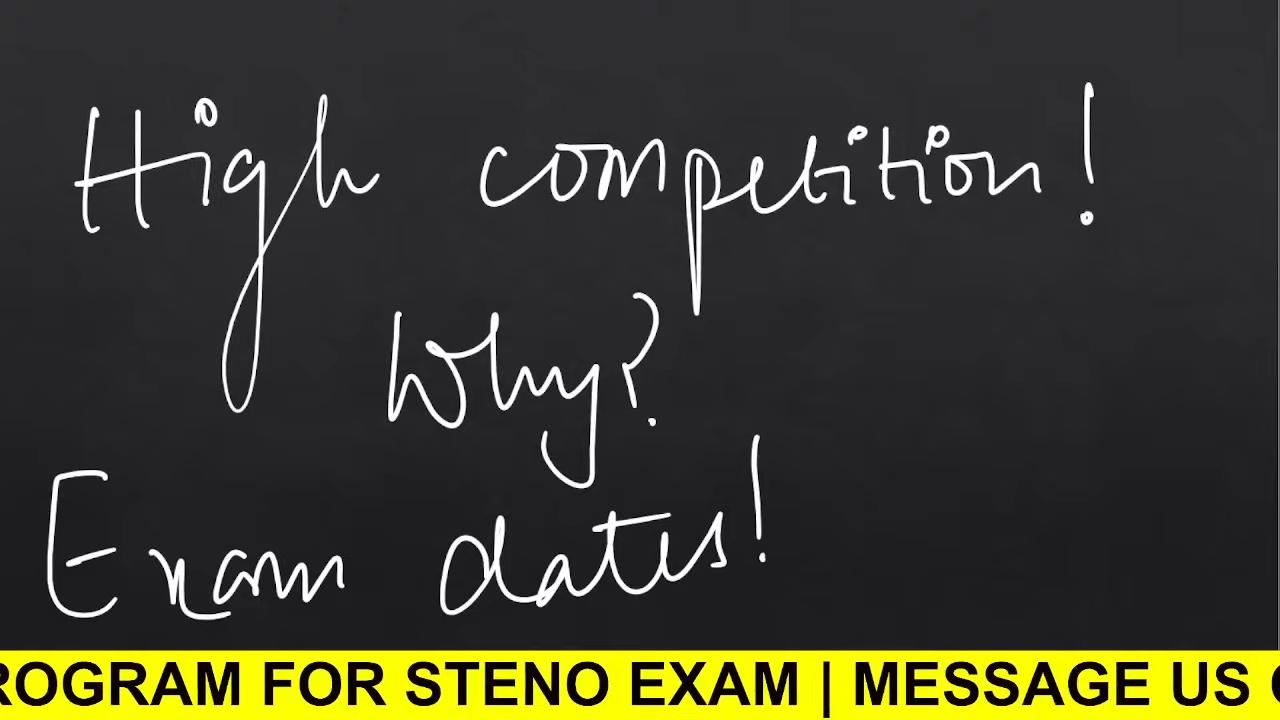 High competition!
Why?
Exam dates!
ROGRAM FOR STENO EXAM | MESSAGE US